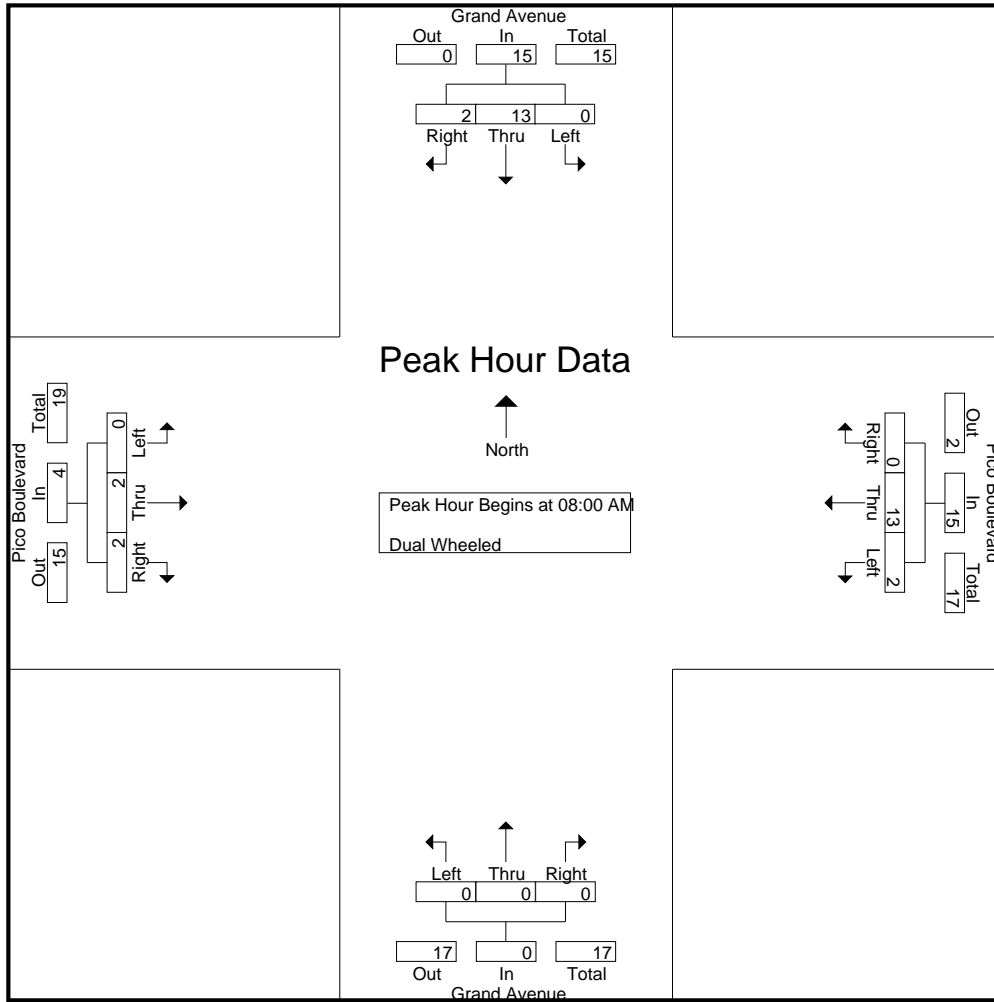 Grand Avenue
Out In Total
0 15 15
2 13 0
Right Thru Left
Peak Hour Data
North
Peak Hour Begins at 08:00 AM
Dual Wheeled
Pico Boulevard
Out In Total
15 4 19
Left Thru Right
0 2 2
Pico Boulevard
Out In Total
2 15 17
Right Thru Left
0 13 2
Left Thru Right
0 0 0
17 0 17
Out In Total
Grand Avenue